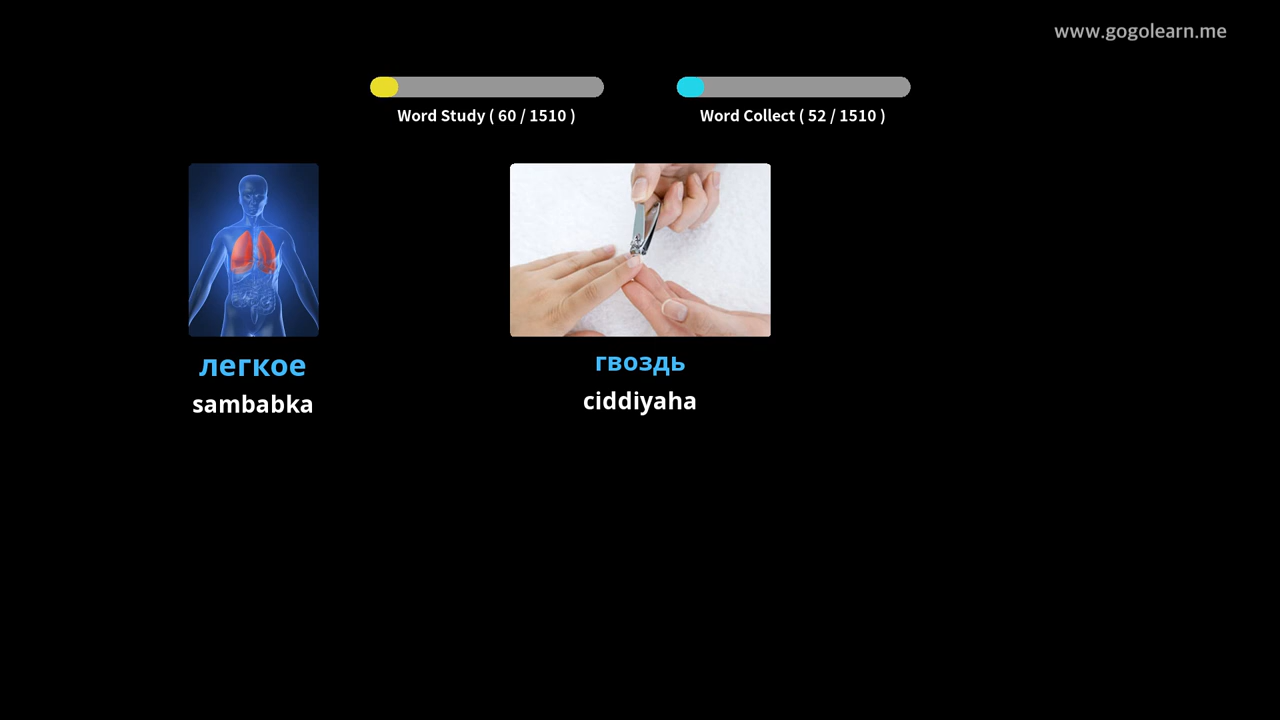 www.gogolearn.me
Word Study ( 60 / 1510 )
Word Collect ( 52 / 1510 )
легкое
sambabka
гвоздь
ciddiyaha